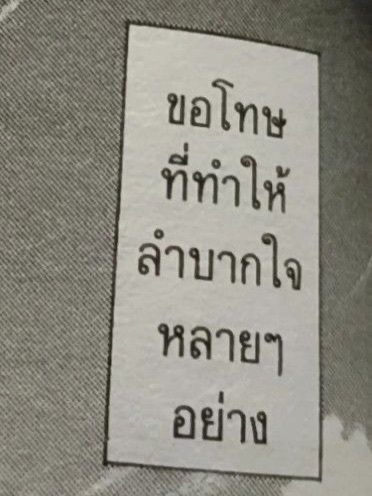 ขอโทษ
ที่ทำให้
ลำบากใจ
หลายๆ
อย่าง